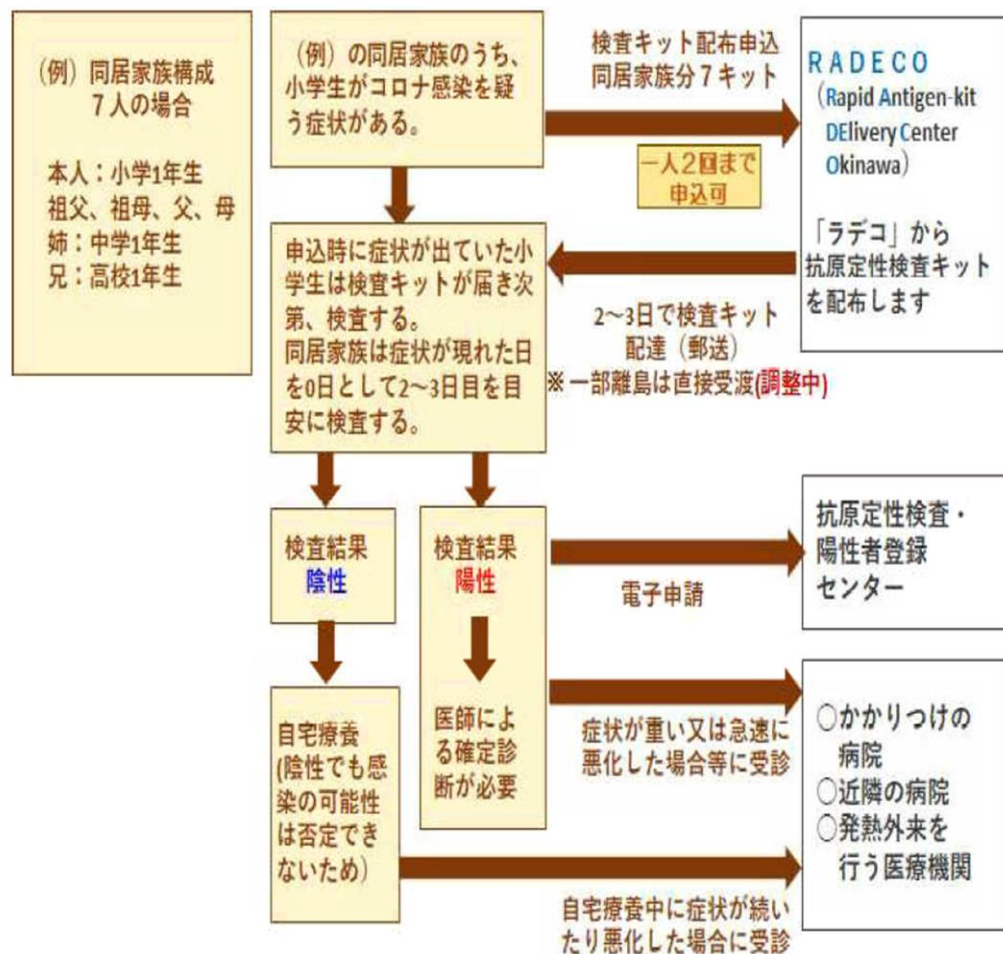 （例）同居家族構成
７人の場合
本人：小学1年生
祖父、祖母、父、母
姉：中学1年生
兄：高校1年生
（例）の同居家族のうち、
小学生がコロナ感染を疑
う症状がある。
検査キット配布申込
同居家族分７キット
一人２回まで
申込可
RADECO
（Rapid Antigen-kit
DElivery Center
Okinawa）
「ラデコ」から
抗原定性検査キット
を配布します
申込時に症状が出ていた小
学生は検査キットが届き次
第、検査する。
同居家族は症状が現れた日
を0日として2～3日目を目
安に検査する。
2～3日で検査キット
配達（郵送）
※ 一部離島は直接受渡(調整中)
検査結果
陰性
検査結果
陽性
医師によ
る確定診
断が必要
電子申請
抗原定性検査・
陽性者登録
センター
自宅療養
(陰性でも感
染の可能性
は否定でき
ないため）
症状が重い又は急速に
悪化した場合等に受診
○かかりつけの
病院
○近隣の病院
○発熱外来を
行う医療機関
自宅療養中に症状が続い
たり悪化した場合に受診